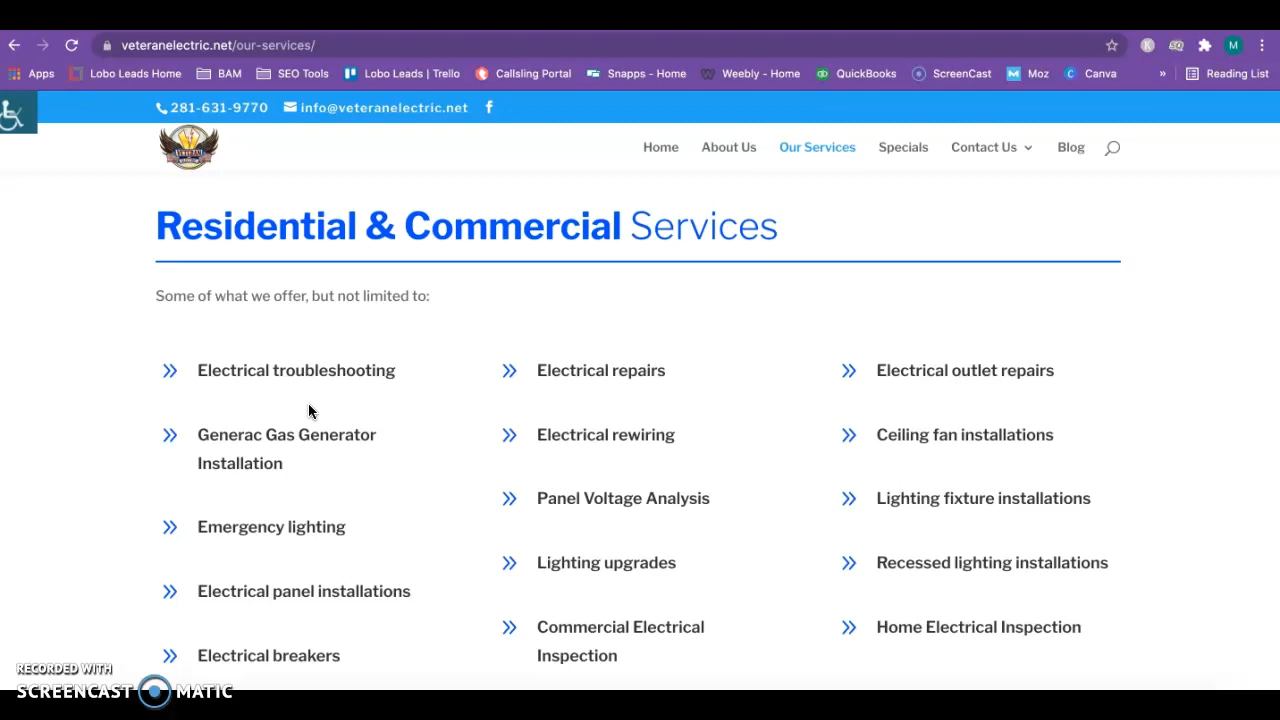 veteranelectric.net/our-services/
M
Apps
Lobo Leads Home
BAM
SEO Tools
Lobo Leads | Trello
Callsling Portal
Snapps - Home
Weebly - Home
QuickBooks
ScreenCast
Moz
Canva
»
Reading List
281-631-9770
info@veteranelectric.net
VETERAN
Home
About Us
Our Services
Specials
Contact Us
Blog
Residential & Commercial Services
Some of what we offer, but not limited to:
Electrical troubleshooting
Generac Gas Generator
Installation
Emergency lighting
Electrical panel installations
Electrical breakers
Electrical repairs
Electrical rewiring
Panel Voltage Analysis
Lighting upgrades
Commercial Electrical
Inspection
Electrical outlet repairs
Ceiling fan installations
Lighting fixture installations
Recessed lighting installations
Home Electrical Inspection
RECORDED WITH
SCREENCAST MATIC